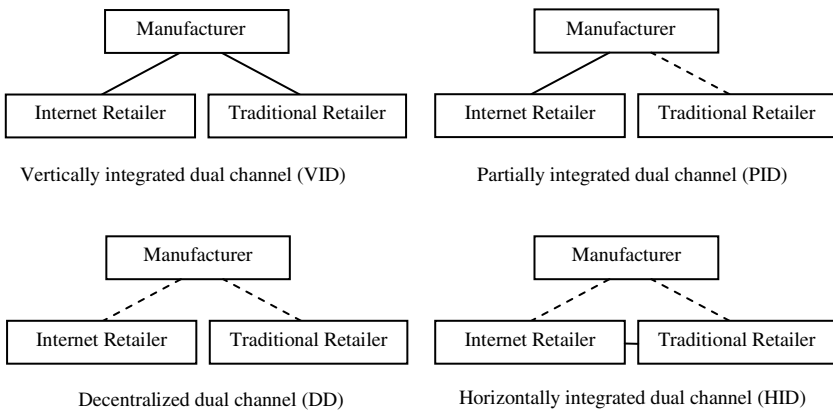 Manufacturer
Internet Retailer
Traditional Retailer
Vertically integrated dual channel (VID)
Manufacturer
Internet Retailer
Traditional Retailer
Partially integrated dual channel (PID)
Manufacturer
Internet Retailer
Traditional Retailer
Decentralized dual channel (DD)
Manufacturer
Internet Retailer
Traditional Retailer
Horizontally integrated dual channel (HID)